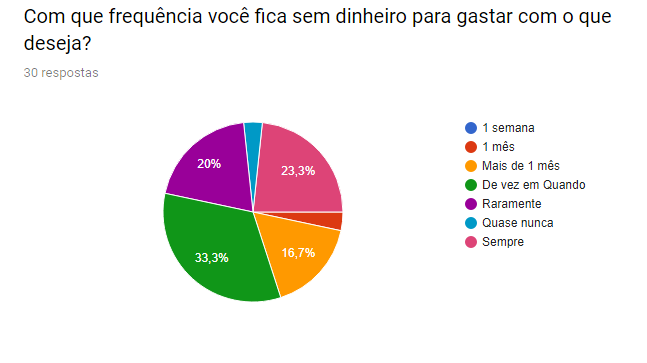 Com que frequência você fica sem dinheiro para gastar com o que
deseja?
30 respostas
1 semana
1 mês
Mais de 1 mês
De vez em Quando
Raramente
Quase nunca
Sempre
20%
23,3%
16,7%
33,3%